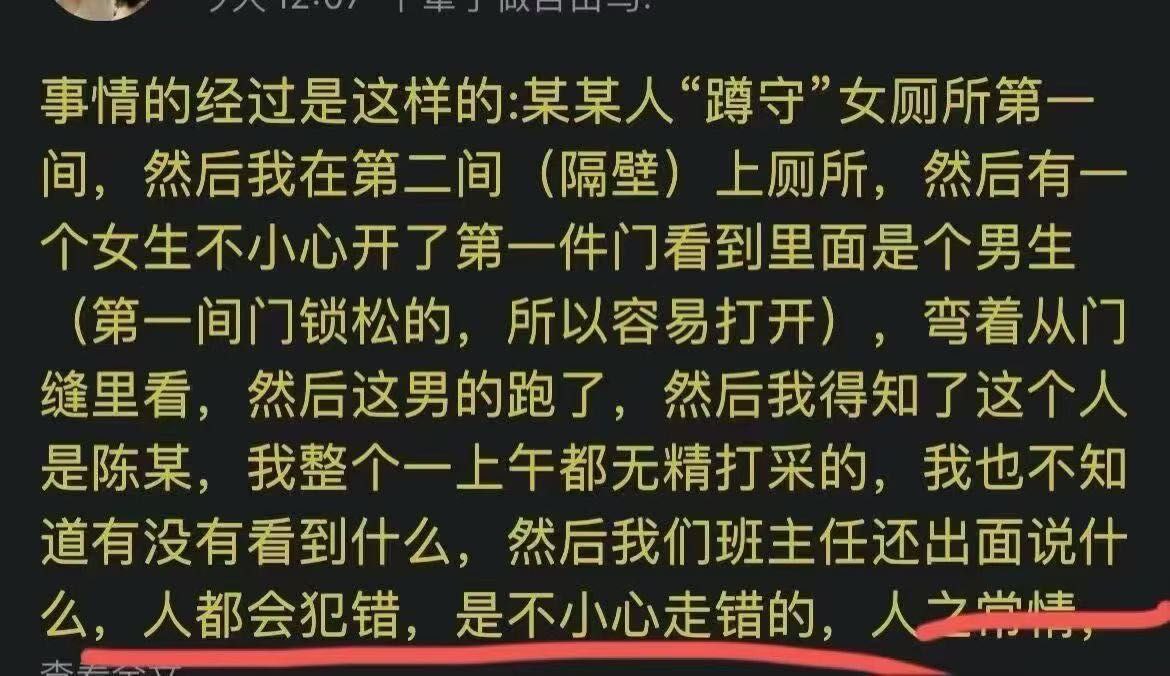 事情的经过是这样的:某某人“蹲守”女厕所第一
间，然后我在第二间（隔壁）上厕所，然后有一
个女生不小心开了第一件门看到里面是个男生
（第一间门锁松的，所以容易打开），弯着从门
缝里看，然后这男的跑了，然后我得知了这个人
是陈某，我整个一上午都无精打采的，我也不知
道有没有看到什么，然后我们班主任还出面说什
么，人都会犯错，是不小心走错的，人之常情，